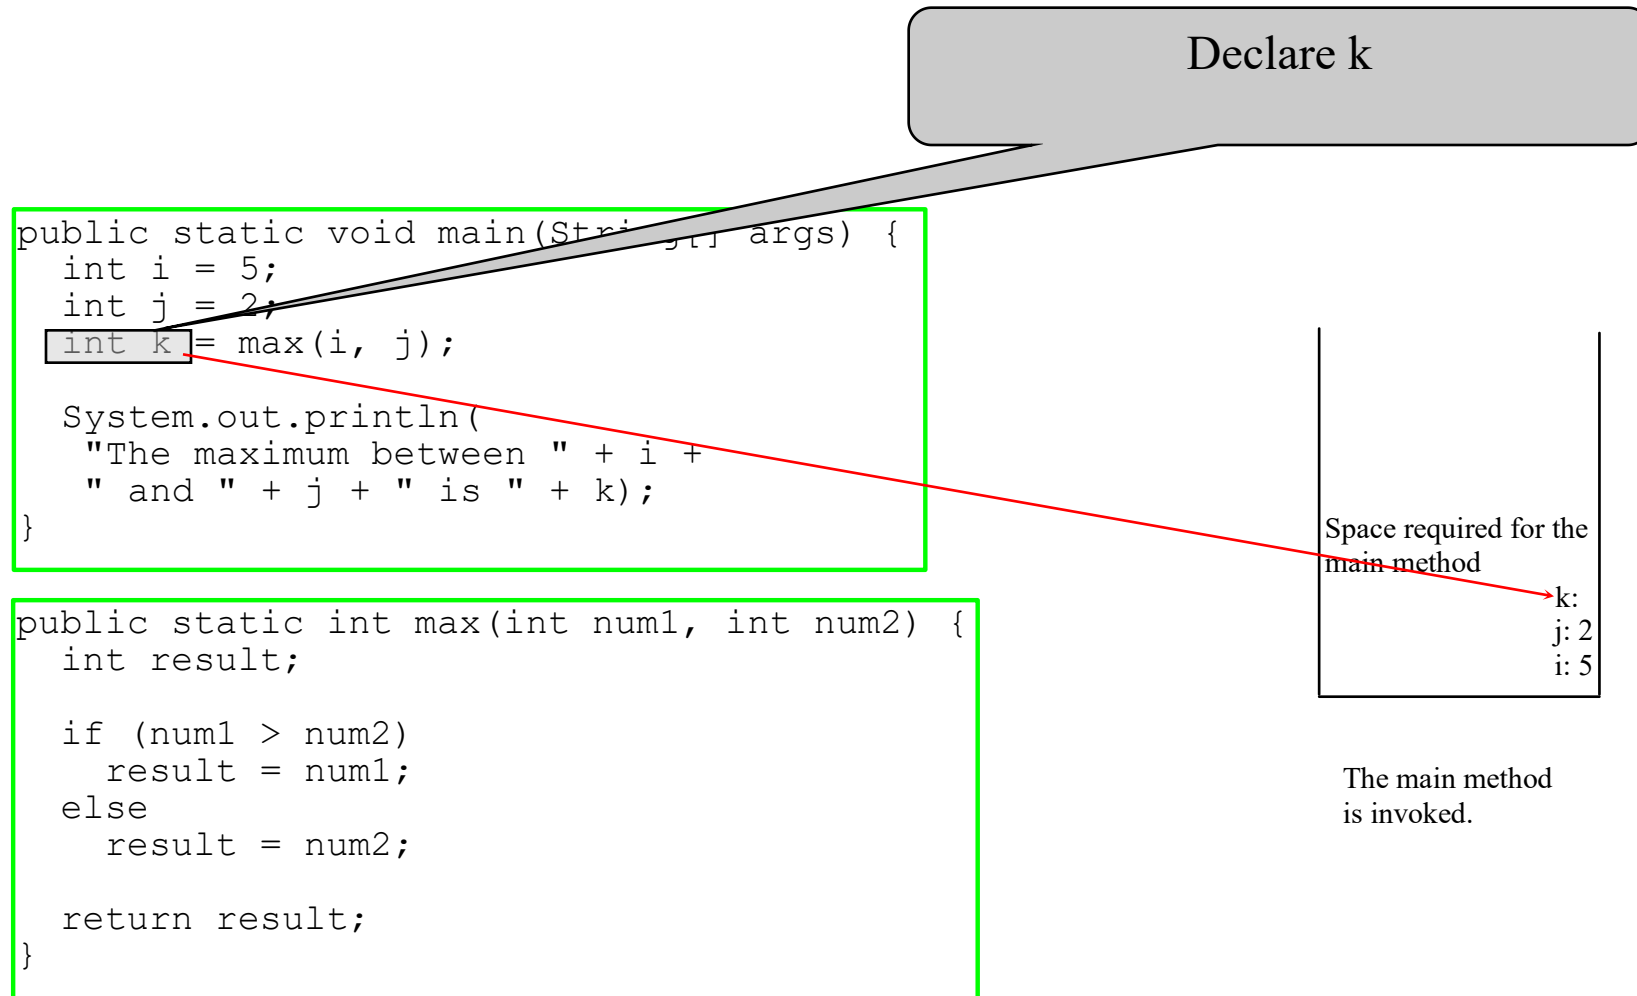 Declare k
public static void main(String[] args) {
  int i = 5;
  int j = 2;
  int k = max(i, j);
  System.out.println(
   "The maximum between " + i +
   " and " + j + " is " + k);
}
public static int max(int num1, int num2) {
  int result;
  if (num1 > num2)
    result = num1;
  else
    result = num2;
  return result;
}
Space required for the
main method
k:
j: 2
i: 5
The main method
is invoked.